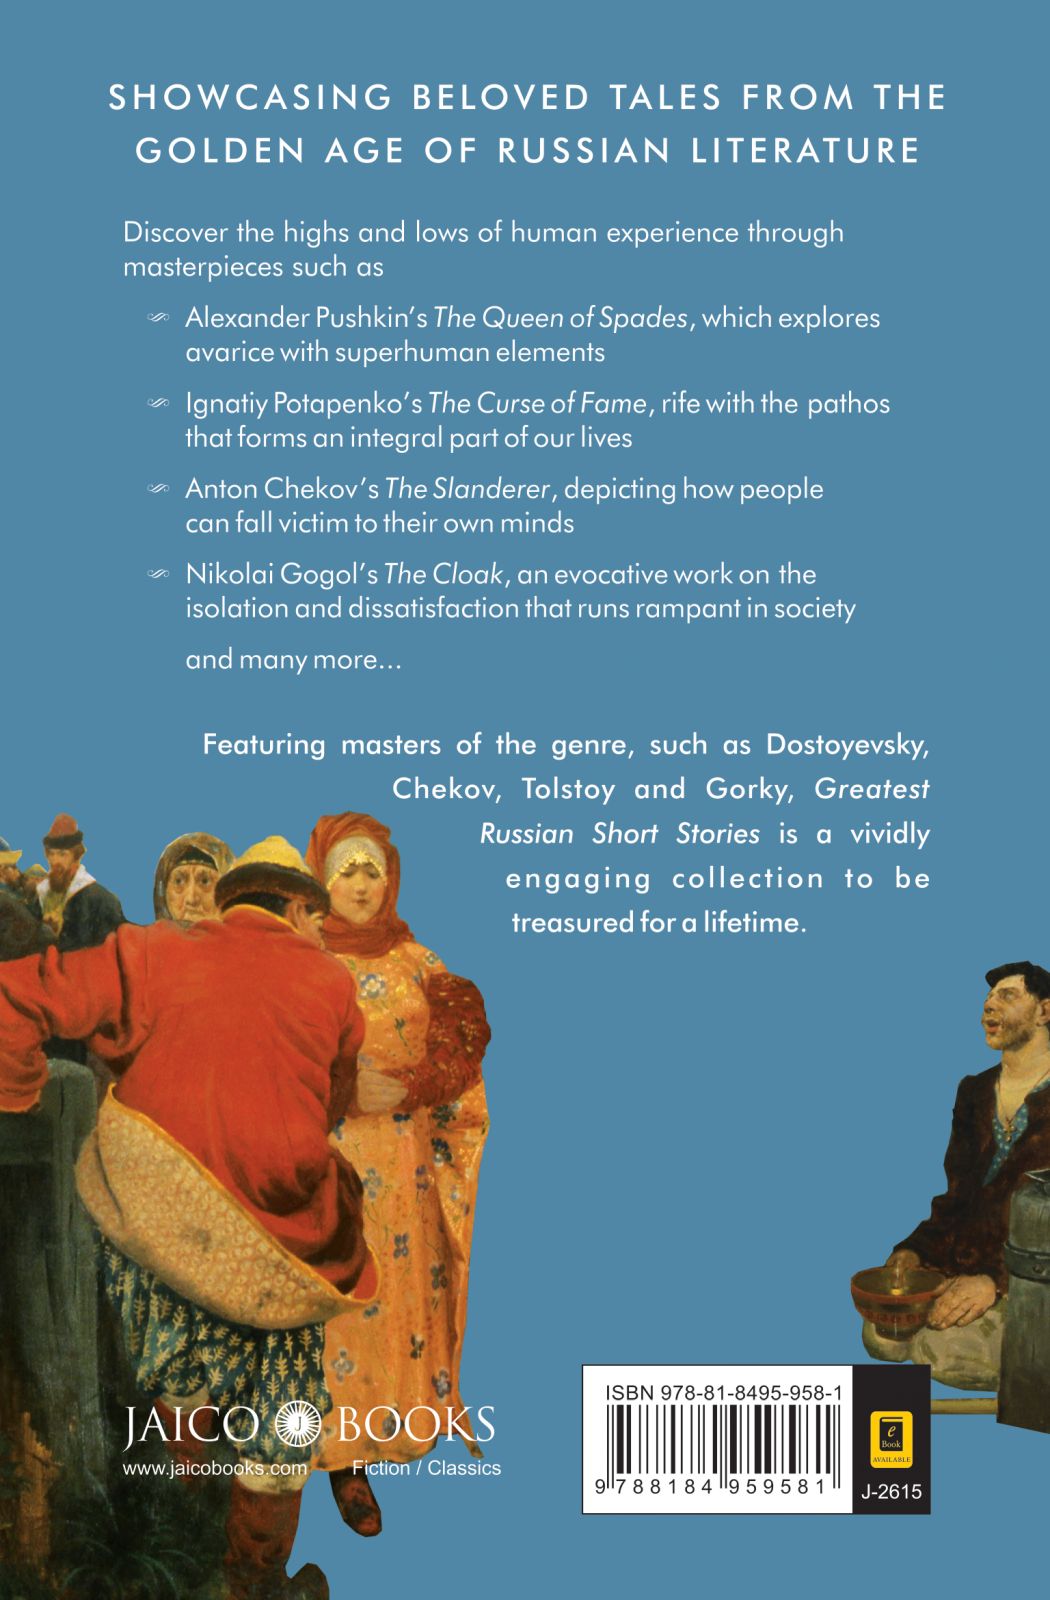 SHOWCASING BELOVED TALES FROM THE
GOLDEN AGE OF RUSSIAN LITERATURE
Discover the highs and lows of human experience through
masterpieces such as
Alexander Pushkin's The Queen of Spades, which explores
avarice with superhuman elements
Ignatiy Potapenko's The Curse of Fame, rife with the pathos
that forms an integral part of our lives
Anton Chekov's The Slanderer, depicting how people
can fall victim to their own minds
Nikolai Gogol's The Cloak, an evocative work on the
isolation and dissatisfaction that runs rampant in society
and many more...
Featuring masters of the genre, such as Dostoyevsky,
Chekov, Tolstoy and Gorky, Greatest
Russian Short Stories is a vividly
engaging collection to be
treasured for a lifetime.
JAICO J BOOKS
www.jaicobooks.com Fiction / Classics
ISBN 978-81-8495-958-1
9 788184 959581
e
Book
AVAILABLE
J-2615